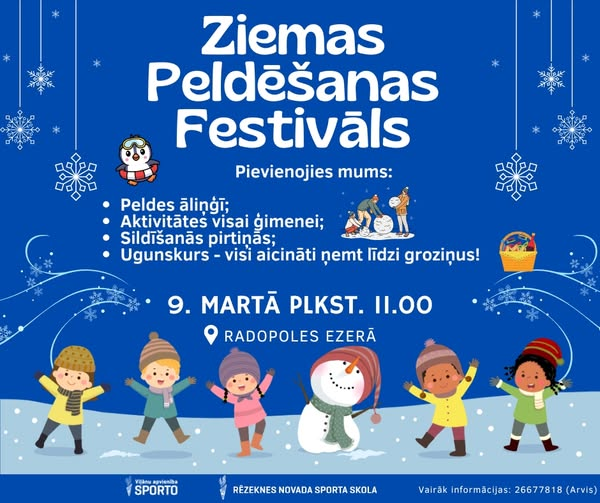 Ziemas
Peldēšanas
Festivāls
Pievienojies mums:
• Peldes āliņģī;
• Aktivitātes visai ģimenei;
• Sildīšanās pirtiņās;
• Ugunskurs - visi aicināti ņemt līdzi groziņus!
9. MARTĀ PLKST. 11.00
RADOPOLES EZERĀ
Viļānu apvienība
SPORTO
RĒZEKNES NOVADA SPORTA SKOLA
Vairāk informācijas: 26677818 (Arvis)